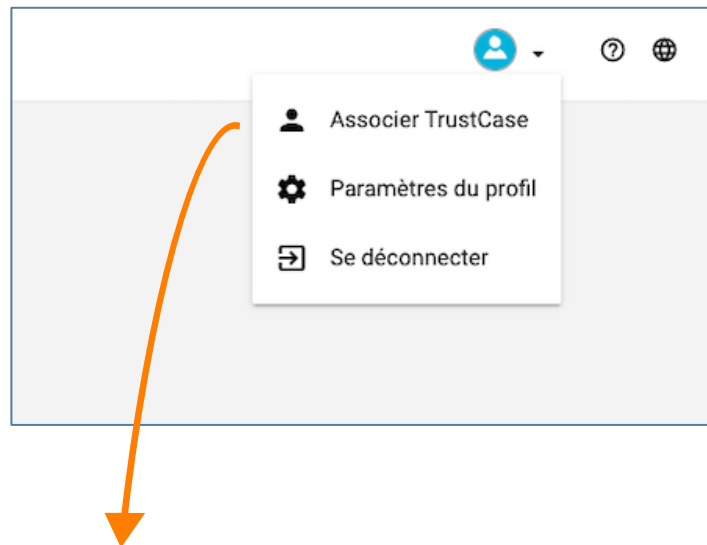 Associer TrustCase
Paramètres du profil
Se déconnecter